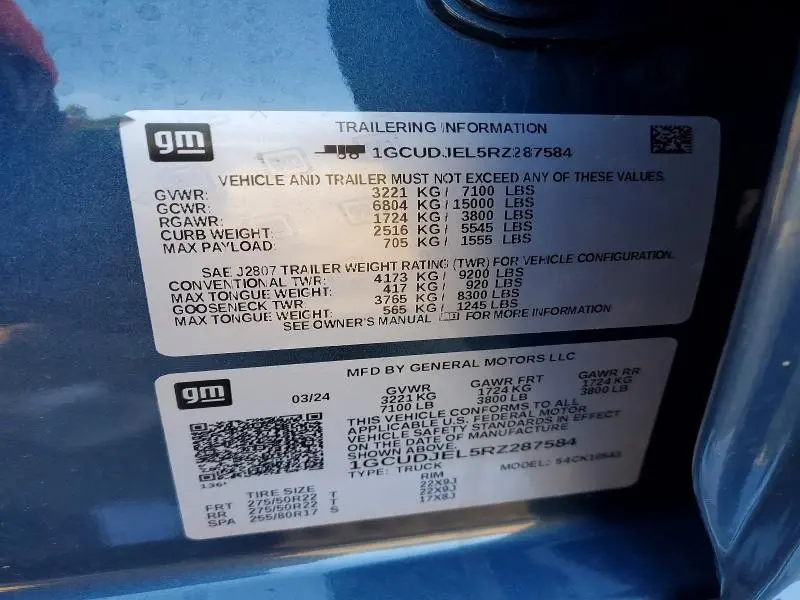 gm
TRAILERING INFORMATION
1GCUDJEL5RZ287584
VEHICLE AND TRAILER MUST NOT EXCEED ANY OF THESE VALUES.
GVWR: 3221 KG / 7100 LBS
GCWR: 6804 KG / 15000 LBS
RGAWR: 1724 KG / 3800 LBS
CURB WEIGHT: 2516 KG / 5545 LBS
MAX PAYLOAD: 705 KG / 1555 LBS
SAE J2807 TRAILER WEIGHT RATING (TWR) FOR VEHICLE CONFIGURATION.
CONVENTIONAL TWR: 4173 KG / 9200 LBS
MAX TONGUE WEIGHT: 417 KG / 920 LBS
GOOSENECK TWR: 3765 KG / 8300 LBS
MAX TONGUE WEIGHT: 565 KG / 1245 LBS
SEE OWNER'S MANUAL FOR MORE INFORMATION
gm
MFD BY GENERAL MOTORS LLC
03/24
GVWR GAWR FRT GAWR RR
3221 KG 1724 KG 1724 KG
7100 LB 3800 LB 3800 LB
THIS VEHICLE CONFORMS TO ALL
APPLICABLE U.S. FEDERAL MOTOR
VEHICLE SAFETY STANDARDS IN EFFECT
ON THE DATE OF MANUFACTURE
SHOWN ABOVE.
1GCUDJEL5RZ287584
TYPE: TRUCK MODEL:
TIRE SIZE RIM
FRT 275/50R22 T 22X9J
RR 275/50R22 T 22X9J
SPA 255/80R17 S 17X8J